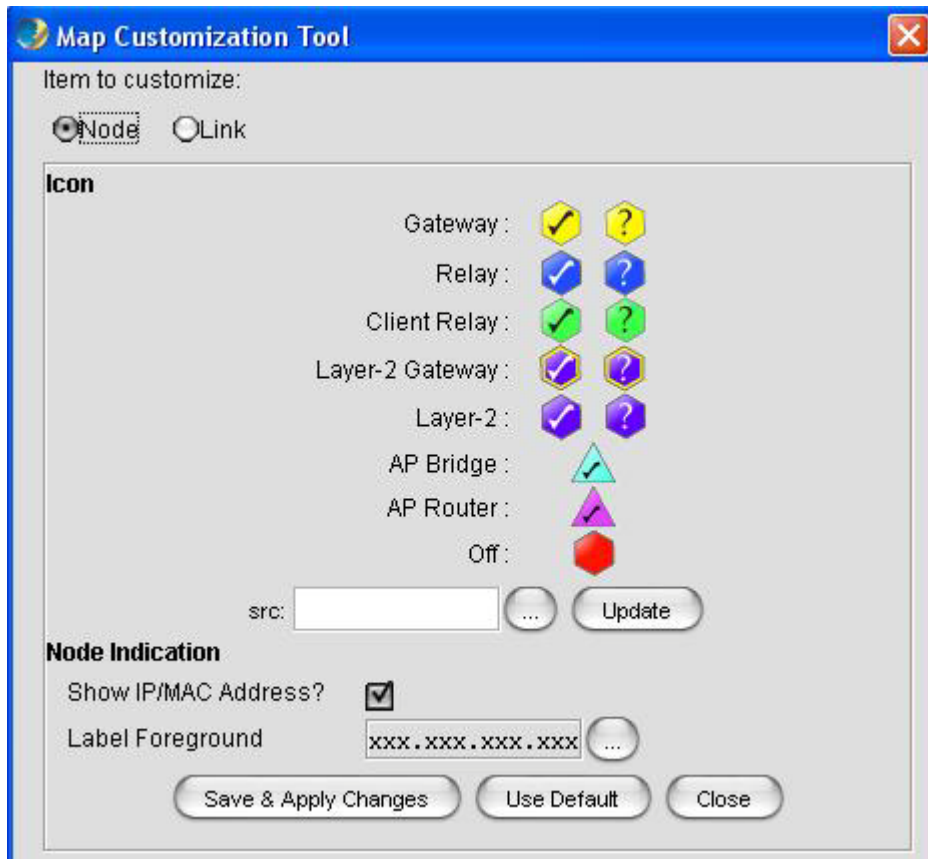 Map Customization Tool
Item to customize:
Node Link
Icon
Gateway : ?
Relay : ?
Client Relay : ?
Layer-2 Gateway : ?
Layer-2 : ?
AP Bridge :
AP Router :
Off :
src: ... Update
Node Indication
Show IP/MAC Address?
Label Foreground xxx.xxx.xxx.xxx ...
Save & Apply Changes Use Default Close